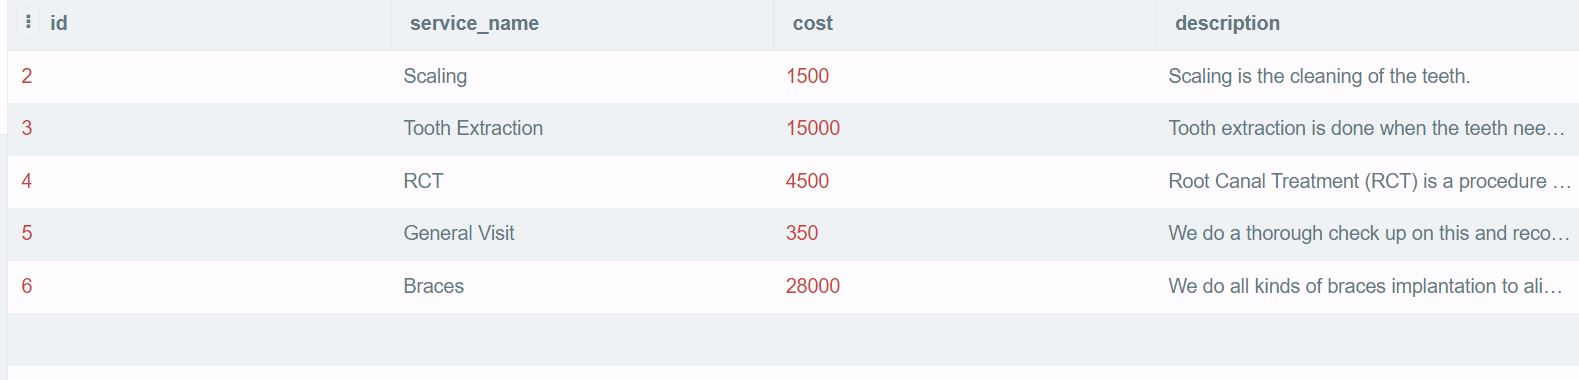 id service_name cost description
2 Scaling 1500 Scaling is the cleaning of the teeth.
3 Tooth Extraction 15000 Tooth extraction is done when the teeth nee…
4 RCT 4500 Root Canal Treatment (RCT) is a procedure …
5 General Visit 350 We do a thorough check up on this and reco…
6 Braces 28000 We do all kinds of braces implantation to ali…